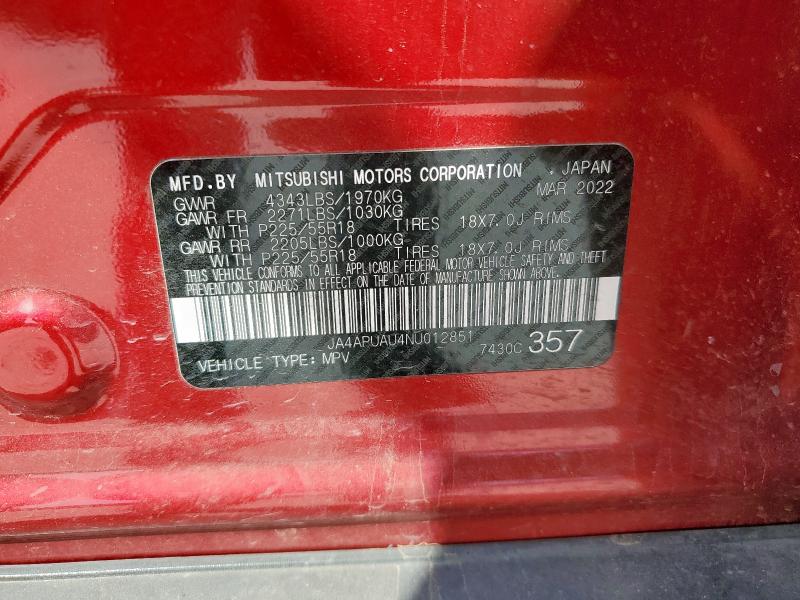 MFD.BY MITSUBISHI MOTORS CORPORATION JAPAN
GVWR 4343LBS/1970KG MAR 2022
GAWR FR 2271LBS/1030KG
WITH P225/55R18 TIRES 18X7.0J RIMS
GAWR RR 2205LBS/1000KG
WITH P225/55R18 TIRES 18X7.0J RIMS
THIS VEHICLE CONFORMS TO ALL APPLICABLE FEDERAL MOTOR VEHICLE SAFETY AND THEFT
PREVENTION STANDARDS IN EFFECT ON THE DATE OF MANUFACTURE SHOWN ABOVE.
JA4APUAU4NU012851 7430C 357
VEHICLE TYPE: MPV